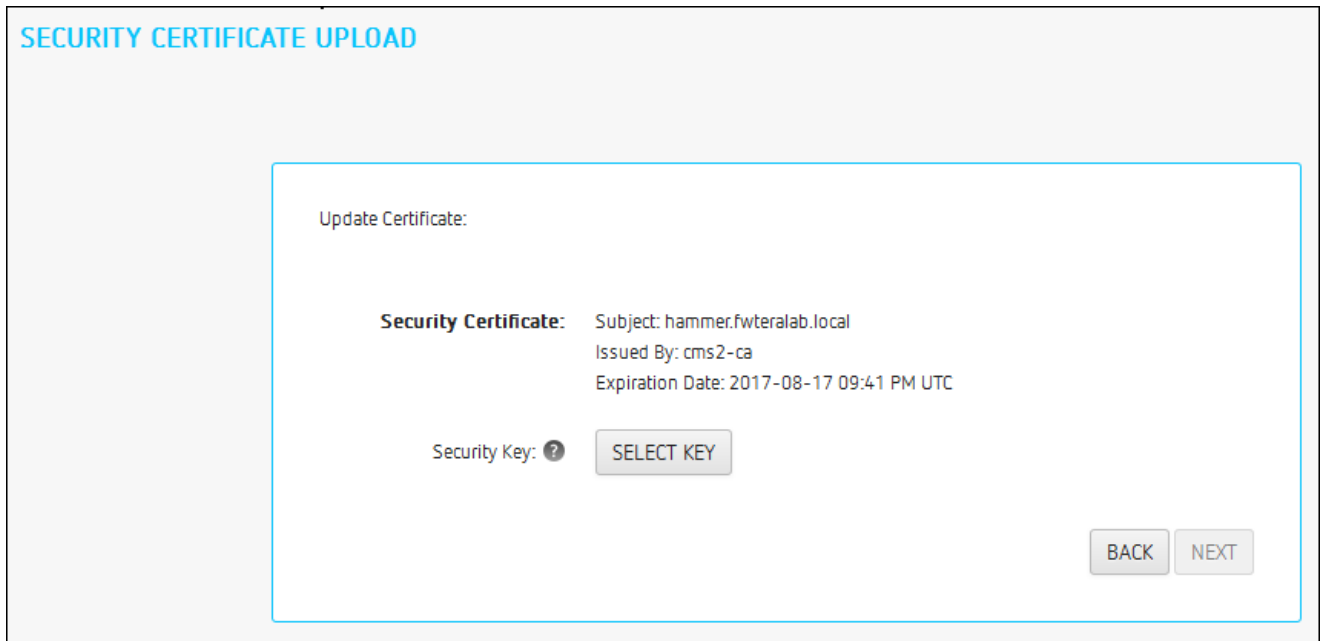 SECURITY CERTIFICATE UPLOAD
Update Certificate:
Security Certificate: Subject: hammer.fwteralab.local
Issued By: cms2-ca
Expiration Date: 2017-08-17 09:41 PM UTC
Security Key: ? SELECT KEY
BACK NEXT